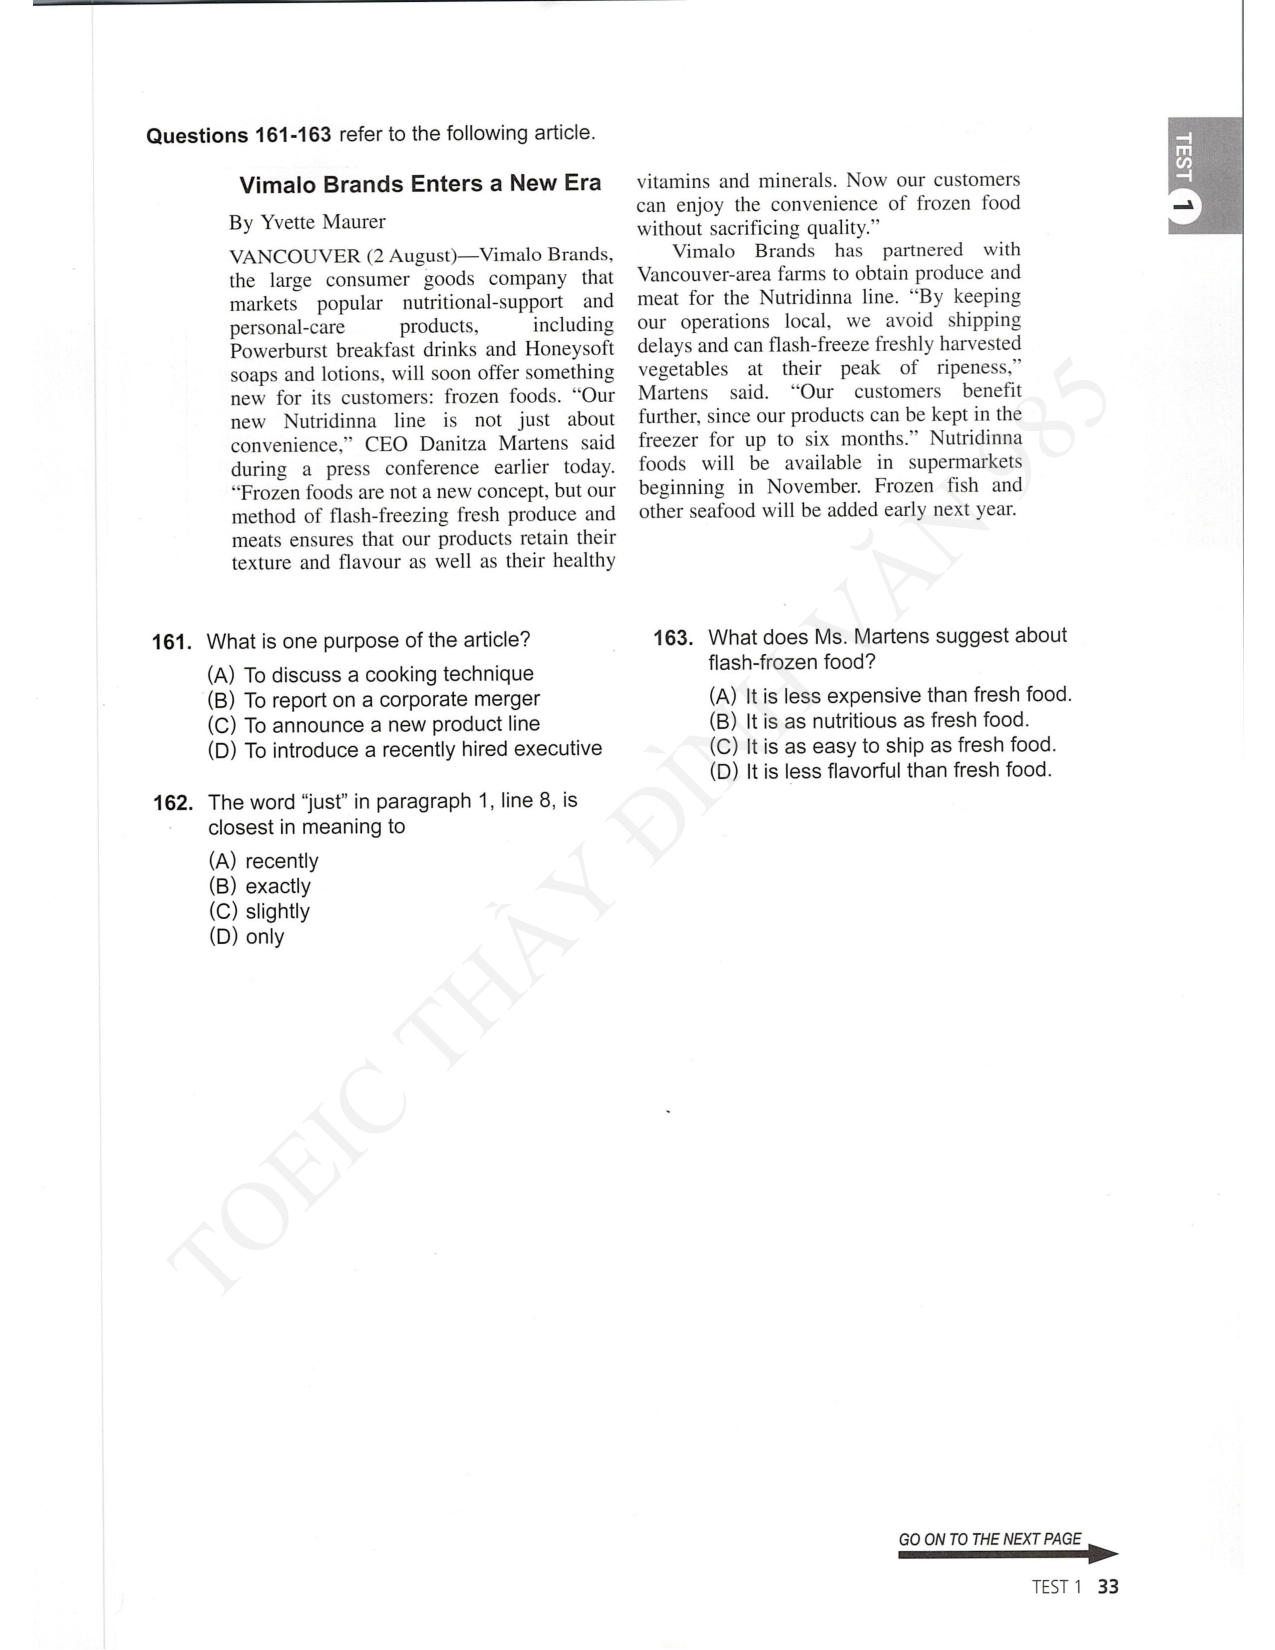 TEST 1
Questions 161-163 refer to the following article.
Vimalo Brands Enters a New Era
By Yvette Maurer
VANCOUVER (2 August)—Vimalo Brands,
the large consumer goods company that
markets popular nutritional-support and
personal-care products, including
Powerburst breakfast drinks and Honeysoft
soaps and lotions, will soon offer something
new for its customers: frozen foods. “Our
new Nutridinna line is not just about
convenience,” CEO Danitza Martens said
during a press conference earlier today.
“Frozen foods are not a new concept, but our
method of flash-freezing fresh produce and
meats ensures that our products retain their
texture and flavour as well as their healthy
vitamins and minerals. Now our customers
can enjoy the convenience of frozen food
without sacrificing quality.”
Vimalo Brands has partnered with
Vancouver-area farms to obtain produce and
meat for the Nutridinna line. “By keeping
our operations local, we avoid shipping
delays and can flash-freeze freshly harvested
vegetables at their peak of ripeness,”
Martens said. “Our customers benefit
further, since our products can be kept in the
freezer for up to six months.” Nutridinna
foods will be available in supermarkets
beginning in November. Frozen fish and
other seafood will be added early next year.
161. What is one purpose of the article?
(A) To discuss a cooking technique
(B) To report on a corporate merger
(C) To announce a new product line
(D) To introduce a recently hired executive
162. The word “just” in paragraph 1, line 8, is
closest in meaning to
(A) recently
(B) exactly
(C) slightly
(D) only
163. What does Ms. Martens suggest about
flash-frozen food?
(A) It is less expensive than fresh food.
(B) It is as nutritious as fresh food.
(C) It is as easy to ship as fresh food.
(D) It is less flavorful than fresh food.
TOEIC THẦY ĐÌNH VĂN 985
GO ON TO THE NEXT PAGE
TEST 1 33